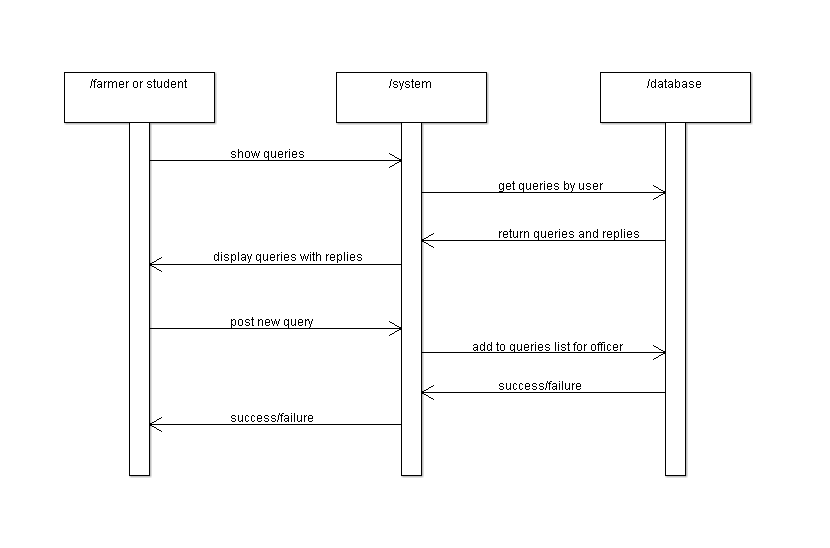 /farmer or student
/system
/database
show queries
get queries by user
return queries and replies
display queries with replies
post new query
add to queries list for officer
success/failure
success/failure